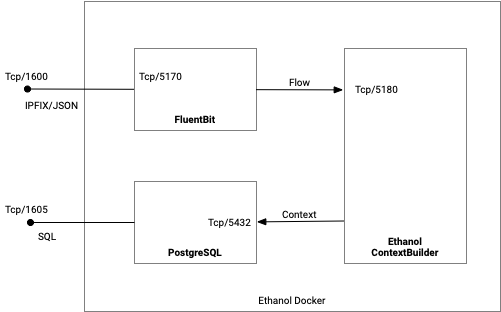 Tcp/1600
IPFIX/JSON
Tcp/5170
FluentBit
Flow
Tcp/5180
Tcp/1605
SQL
Tcp/5432
PostgreSQL
Context
Ethanol
ContextBuilder
Ethanol Docker